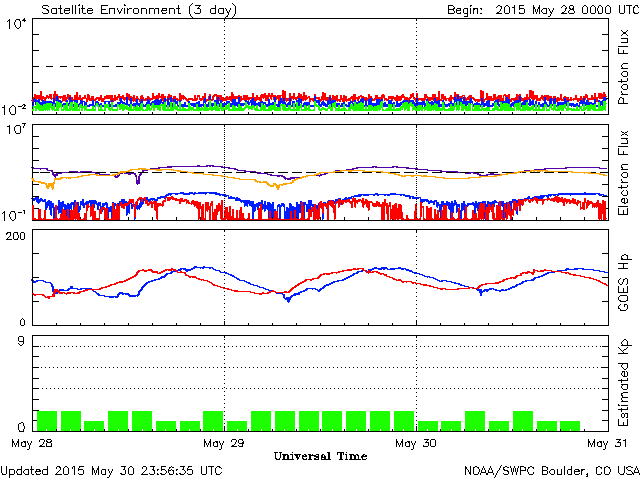 Satellite Environment (3 day) Begin: 2015 May 28 0000 UTC
10^4
Proton Flux
10^-2
10^7
Electron Flux
10^-1
200
GOES Hp
0
9
Estimated Kp
0
May 28 May 29 May 30 May 31
Universal Time
Updated 2015 May 30 23:56:35 UTC NOAA/SWPC Boulder, CO USA